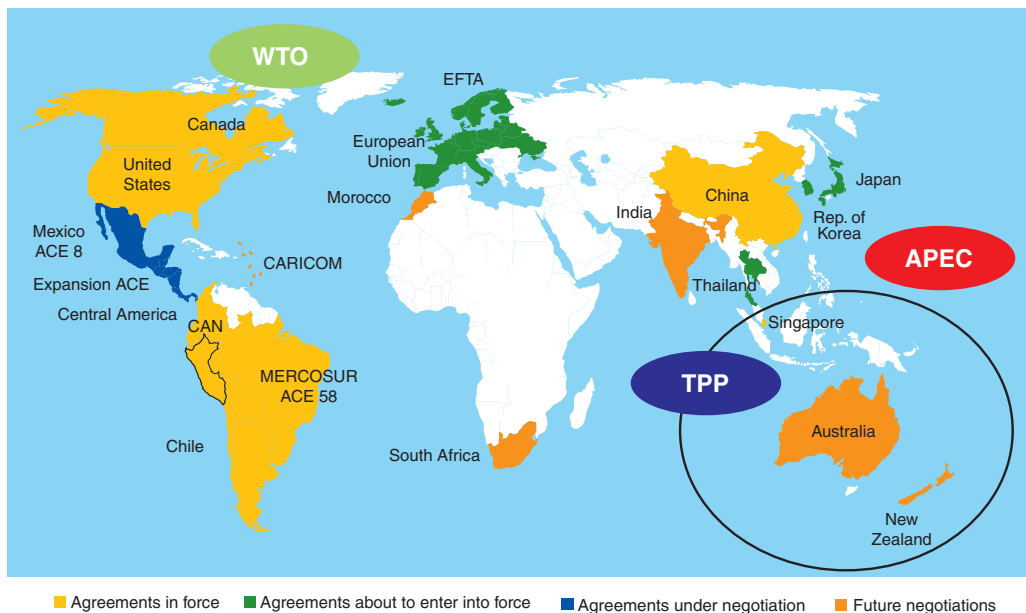 WTO
EFTA
Canada
European
Union
United
States
Morocco
China
Japan
India
Rep. of
Korea
Mexico
ACE 8
CARICOM
APEC
Expansion ACE
Thailand
Central America
Singapore
CAN
TPP
MERCOSUR
ACE 58
Australia
Chile
South Africa
New
Zealand
Agreements in force
Agreements about to enter into force
Agreements under negotiation
Future negotiations